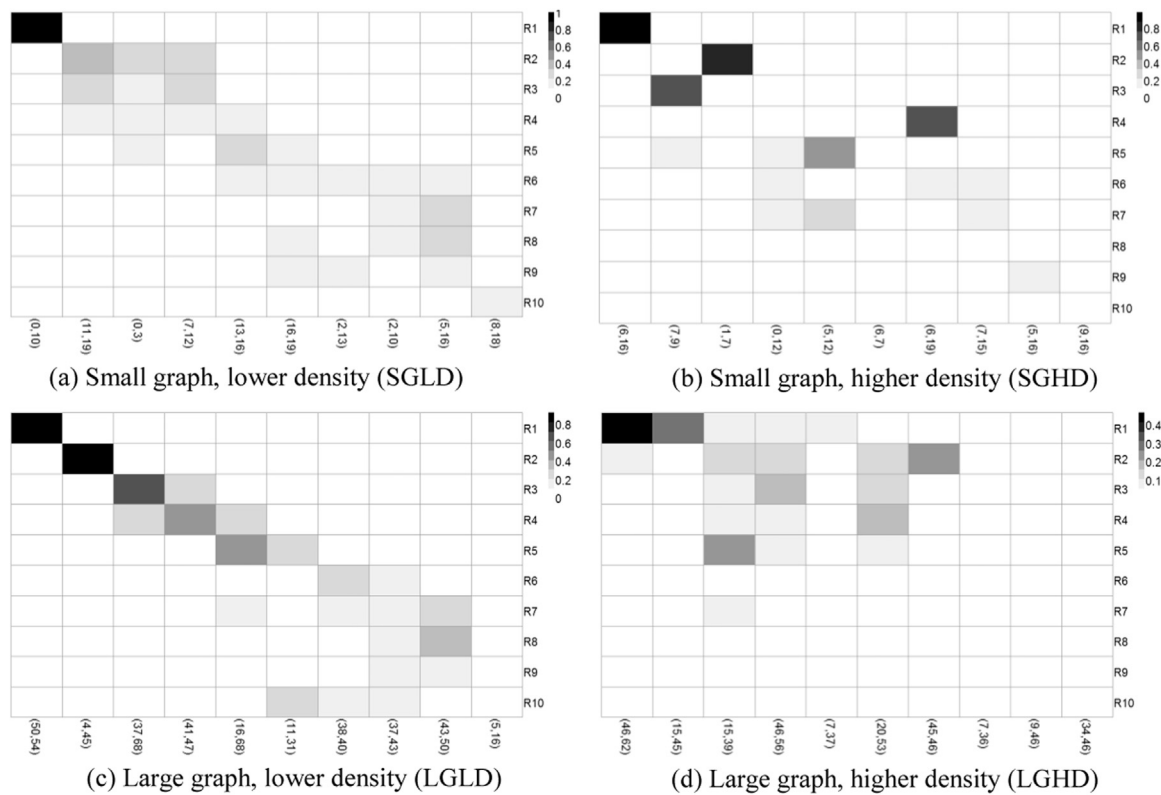 1
R1
0.8
0.6
R2
0.4
0.2
R3
0
R4
R5
R6
R7
R8
R9
R10
(0,10) (11,19) (0,3) (7,12) (13,16) (16,19) (2,13) (2,10) (5,16) (8,18)
(a) Small graph, lower density (SGLD)
R1
0.8
0.6
R2
0.4
0.2
R3
0
R4
R5
R6
R7
R8
R9
R10
(6,16) (7,9) (1,7) (0,12) (5,12) (6,7) (6,19) (7,15) (5,16) (9,16)
(b) Small graph, higher density (SGHD)
R1
0.8
0.6
R2
0.4
0.2
R3
0
R4
R5
R6
R7
R8
R9
R10
(50,54) (4,45) (37,68) (41,47) (16,68) (11,31) (38,40) (37,43) (43,50) (5,16)
(c) Large graph, lower density (LGLD)
R1
0.4
0.3
R2
0.2
0.1
R3
R4
R5
R6
R7
R8
R9
R10
(46,62) (15,45) (15,39) (46,56) (7,37) (20,53) (45,46) (7,36) (9,46) (34,46)
(d) Large graph, higher density (LGHD)